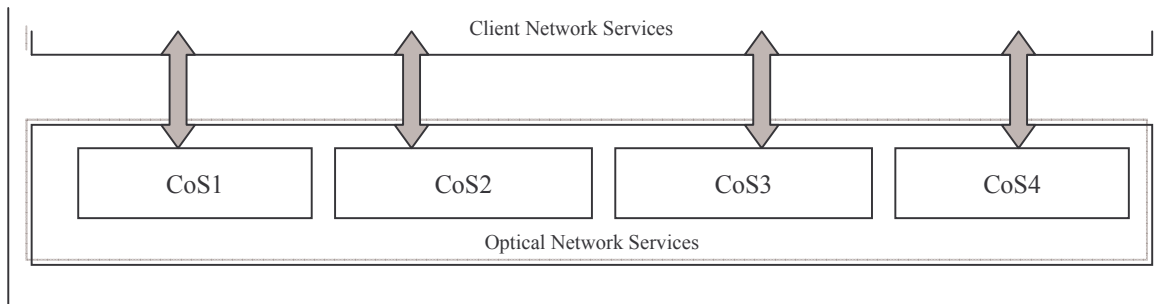 Client Network Services
CoS1
CoS2
CoS3
CoS4
Optical Network Services